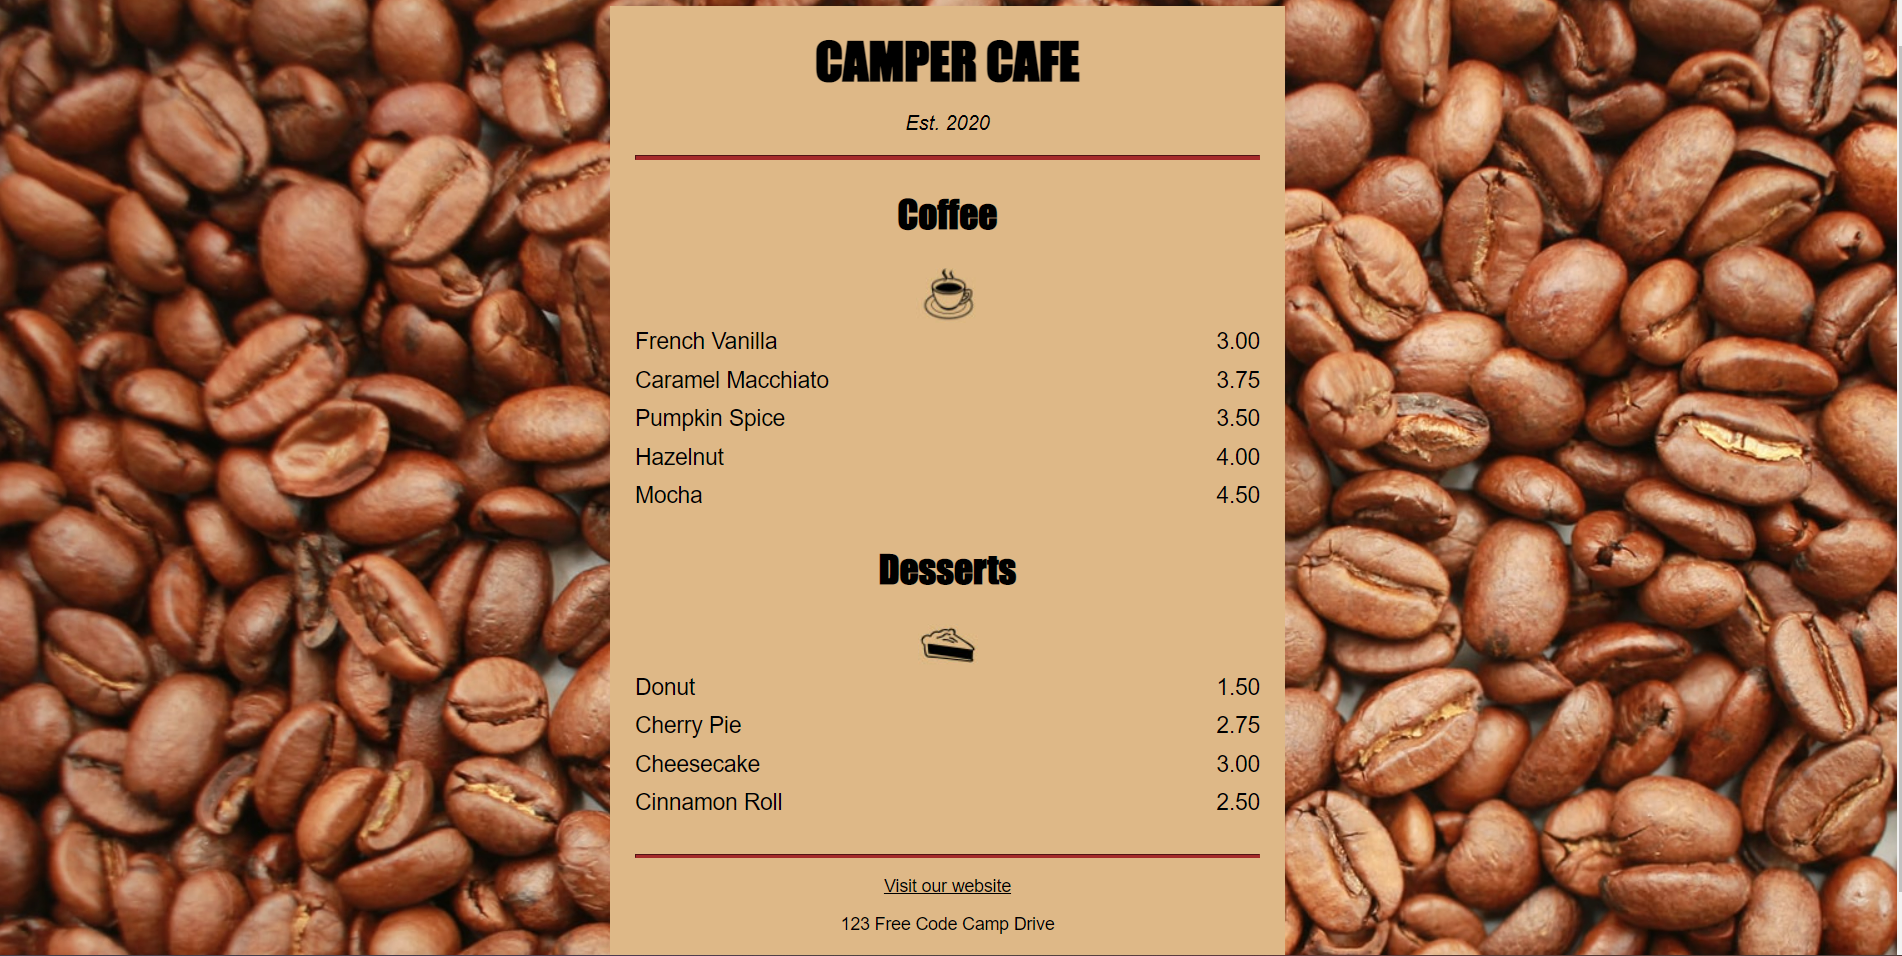 CAMPER CAFE
Est. 2020
Coffee
French Vanilla 3.00
Caramel Macchiato 3.75
Pumpkin Spice 3.50
Hazelnut 4.00
Mocha 4.50
Desserts
Donut 1.50
Cherry Pie 2.75
Cheesecake 3.00
Cinnamon Roll 2.50
Visit our website
123 Free Code Camp Drive